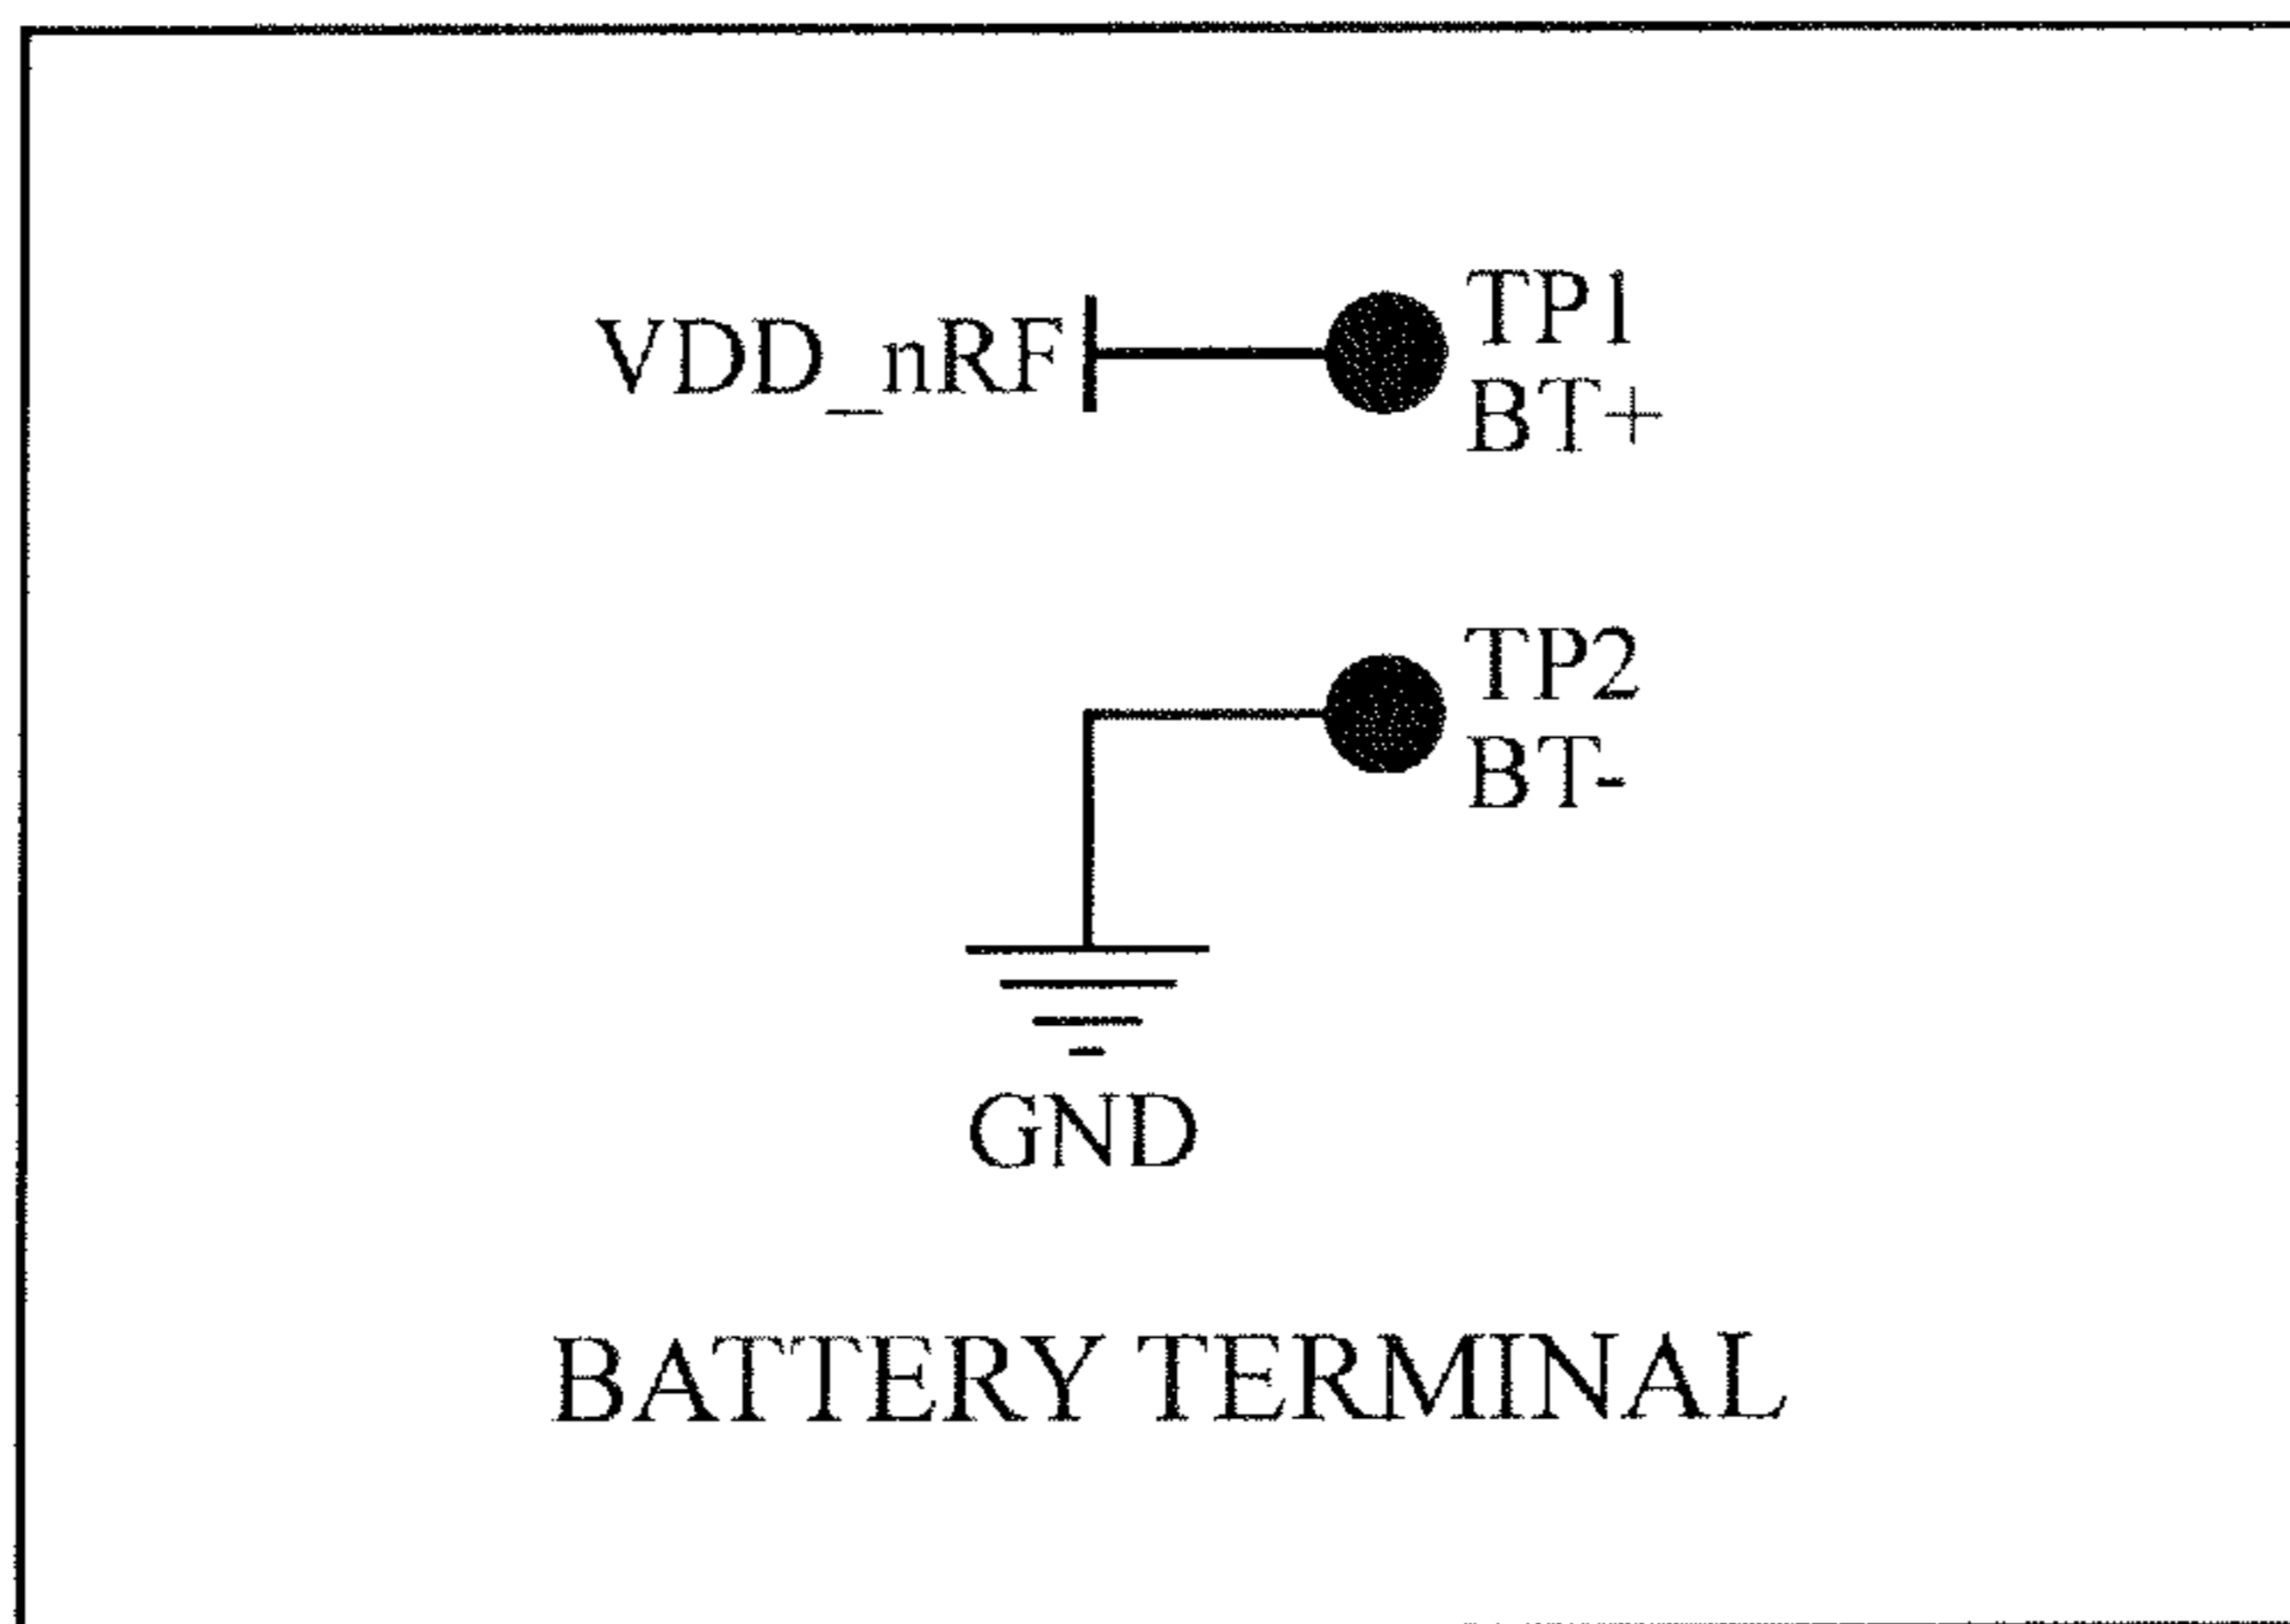 TP1
VDD_nRF
BT+
TP2
BT-
GND
BATTERY TERMINAL